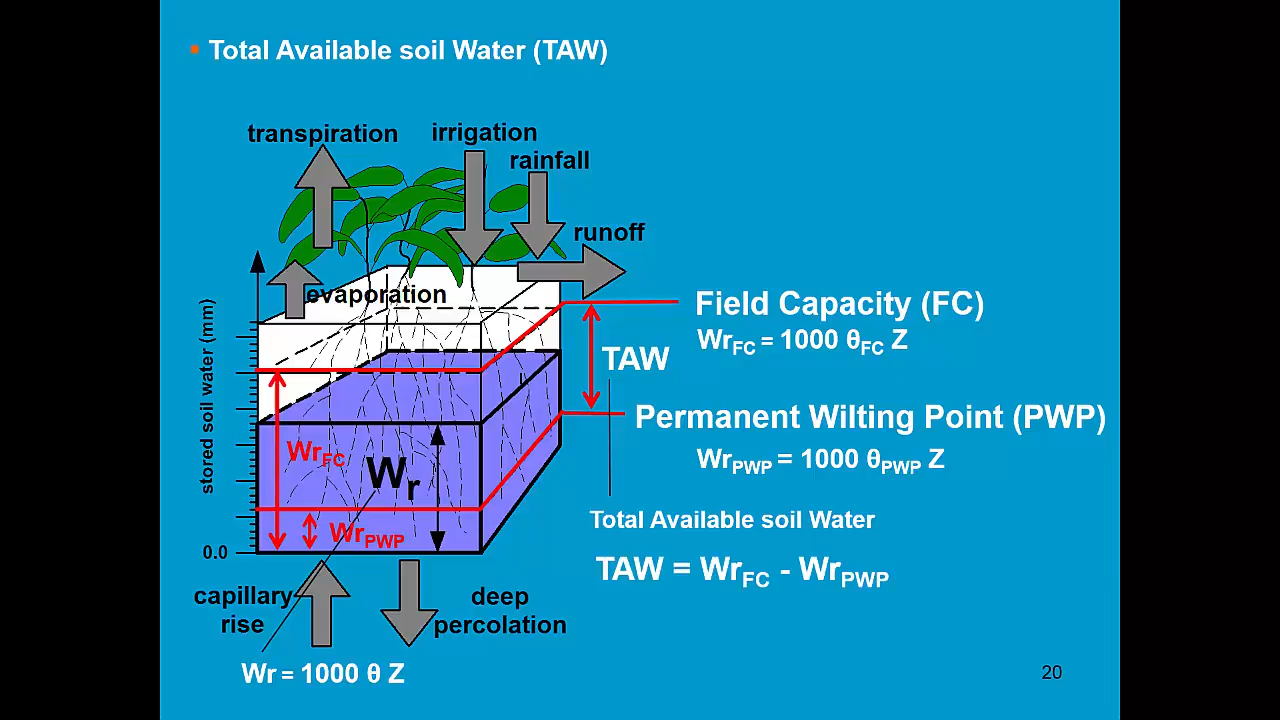 Total Available soil Water (TAW)
transpiration
irrigation
rainfall
runoff
evaporation
stored soil water (mm)
Field Capacity (FC)
WrFC = 1000 θFC Z
TAW
Permanent Wilting Point (PWP)
WrPWP = 1000 θPWP Z
WrFC
Wr
WrPWP
Total Available soil Water
0.0
TAW = WrFC - WrPWP
capillary
rise
deep
percolation
Wr = 1000 θ Z
20